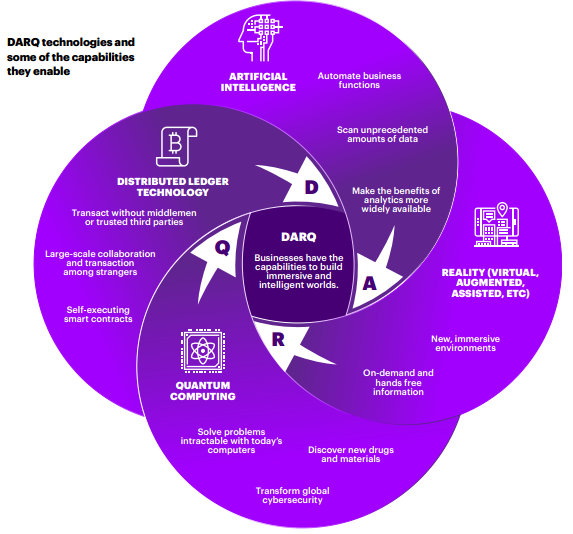 DARQ technologies and
some of the capabilities
they enable
ARTIFICIAL
INTELLIGENCE
Automate business
functions
Scan unprecedented
amounts of data
Make the benefits of
analytics more
widely available
DISTRIBUTED LEDGER
TECHNOLOGY
Transact without middlemen
or trusted third parties
Large-scale collaboration
and transaction
among strangers
Self-executing
smart contracts
D
A
R
Q
DARQ
Businesses have the
capabilities to build
immersive and
intelligent worlds.
REALITY (VIRTUAL,
AUGMENTED,
ASSISTED, ETC)
New, immersive
environments
On-demand and
hands free
information
QUANTUM
COMPUTING
Solve problems
intractable with today's
computers
Discover new drugs
and materials
Transform global
cybersecurity